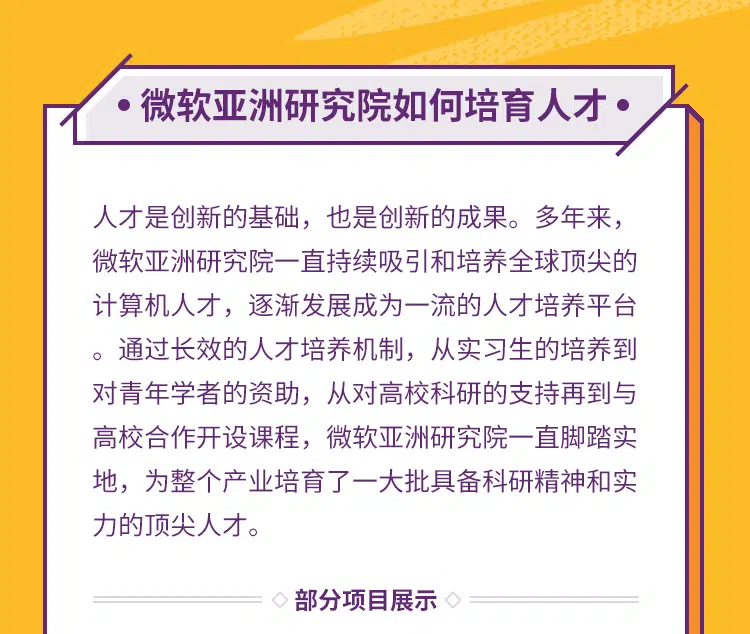 •微软亚洲研究院如何培育人才•
人才是创新的基础，也是创新的成果。多年来，
微软亚洲研究院一直持续吸引和培养全球顶尖的
计算机人才，逐渐发展成为一流的人才培养平台
。通过长效的人才培养机制，从实习生的培养到
对青年学者的资助，从对高校科研的支持再到与
高校合作开设课程，微软亚洲研究院一直脚踏实
地，为整个产业培育了一大批具备科研精神和实
力的顶尖人才。
部分项目展示